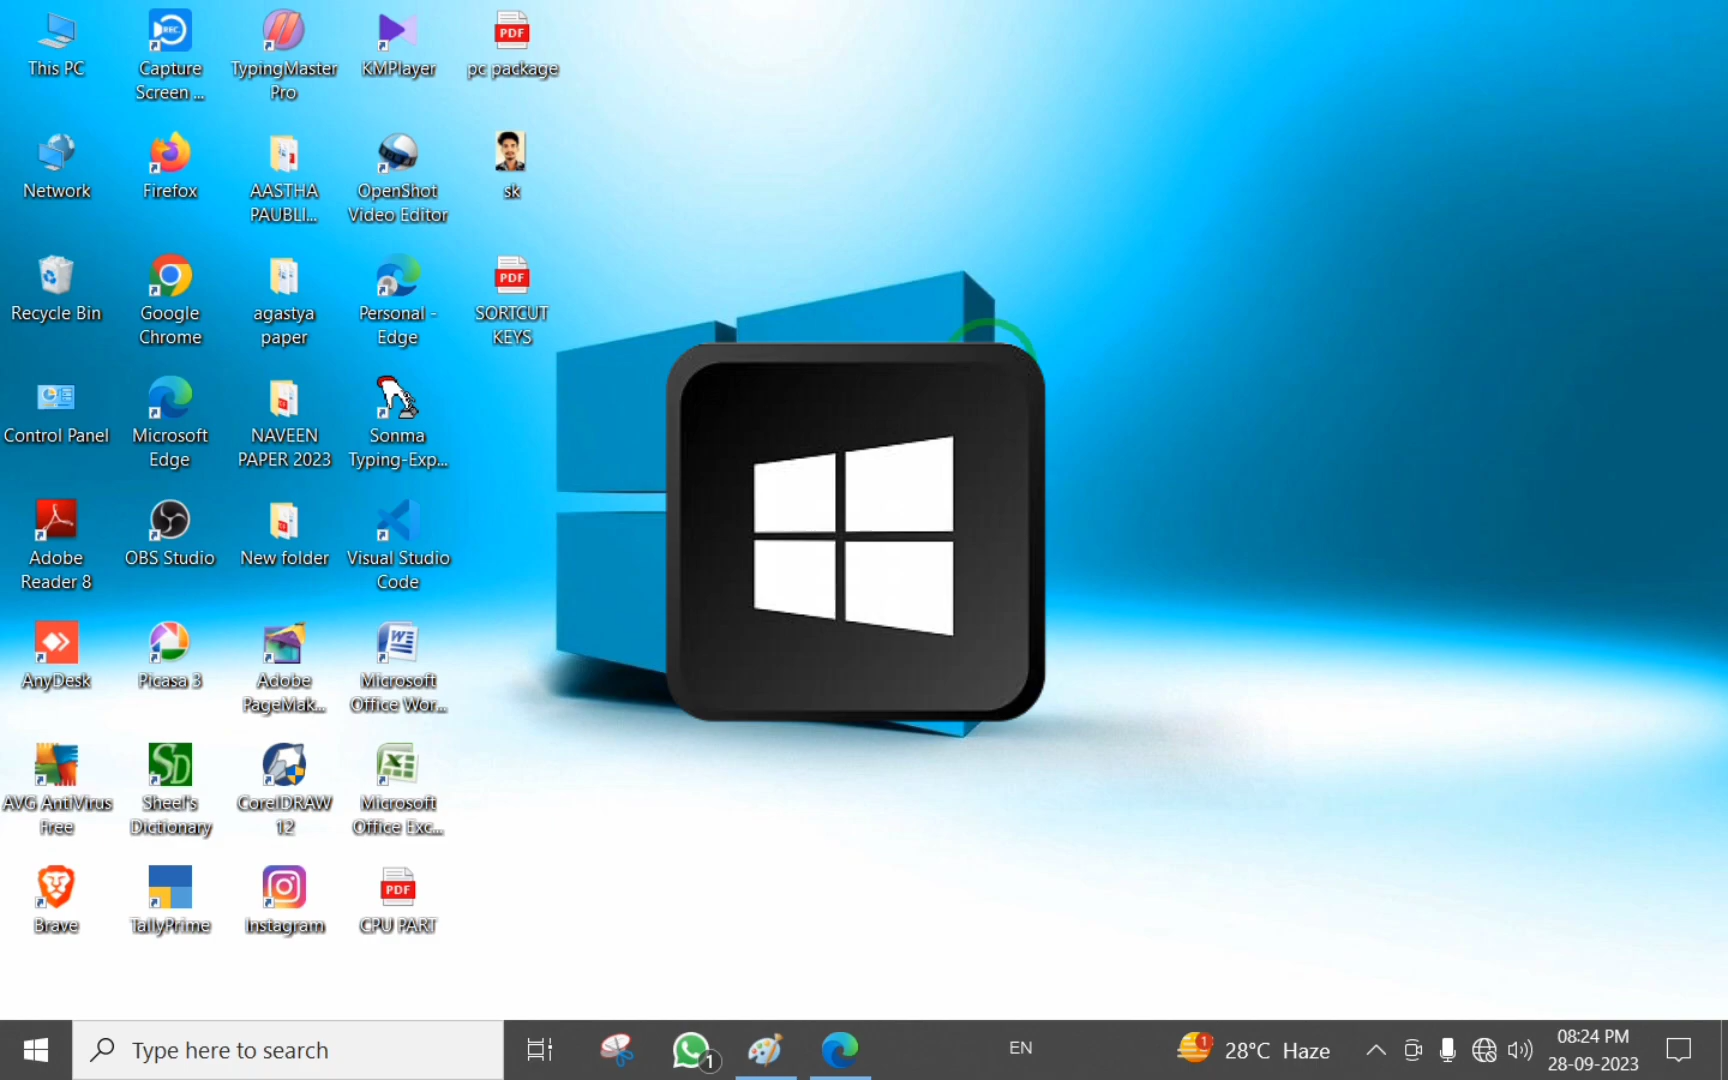 This PC
Capture
Screen ...
TypingMaster
Pro
KMPlayer
PDF
pc package
Network
Firefox
AASTHA
PAUBLI...
OpenShot
Video Editor
sk
Recycle Bin
Google
Chrome
agastya
paper
Personal -
Edge
PDF
SORTCUT
KEYS
Control Panel
Microsoft
Edge
NAVEEN
PAPER 2023
Sonma
Typing-Exp...
Adobe
Reader 8
OBS Studio
New folder
Visual Studio
Code
AnyDesk
Picasa 3
Adobe
PageMak...
Microsoft
Office Wor...
AVG AntiVirus
Free
SD
Sheel's
Dictionary
CorelDRAW
12
Microsoft
Office Exc...
Brave
TallyPrime
Instagram
PDF
CPU PART
Type here to search
1
EN
1
28°C Haze
08:24 PM
28-09-2023